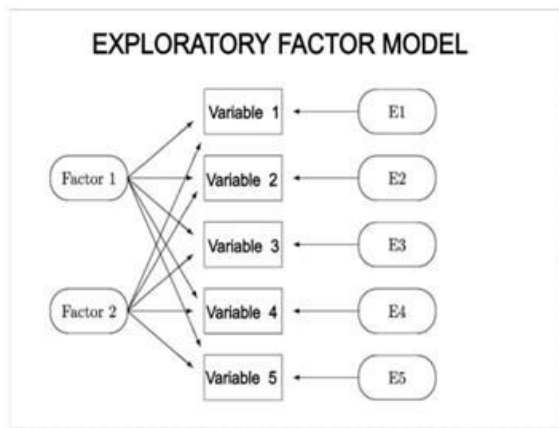 EXPLORATORY FACTOR MODEL
Variable 1
E1
Factor 1
Variable 2
E2
Variable 3
E3
Factor 2
Variable 4
E4
Variable 5
E5